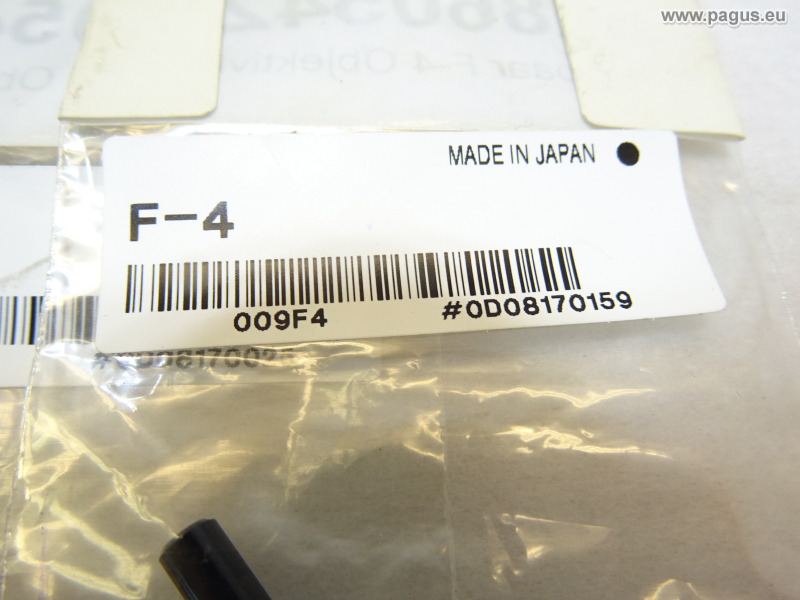 www.pagus.eu
F-4 Objektiv
MADE IN JAPAN
F-4
009F4
#0D08170159